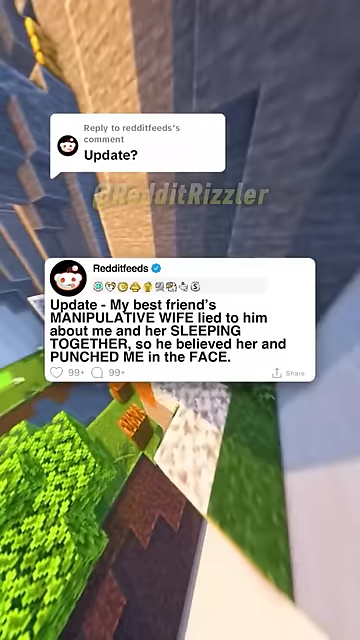 Reply to redditfeeds's
comment
Update?
@RedditRizzler
Redditfeeds
Update - My best friend's
MANIPULATIVE WIFE lied to him
about me and her SLEEPING
TOGETHER, so he believed her and
PUNCHED ME in the FACE.
99+ 99+ Share